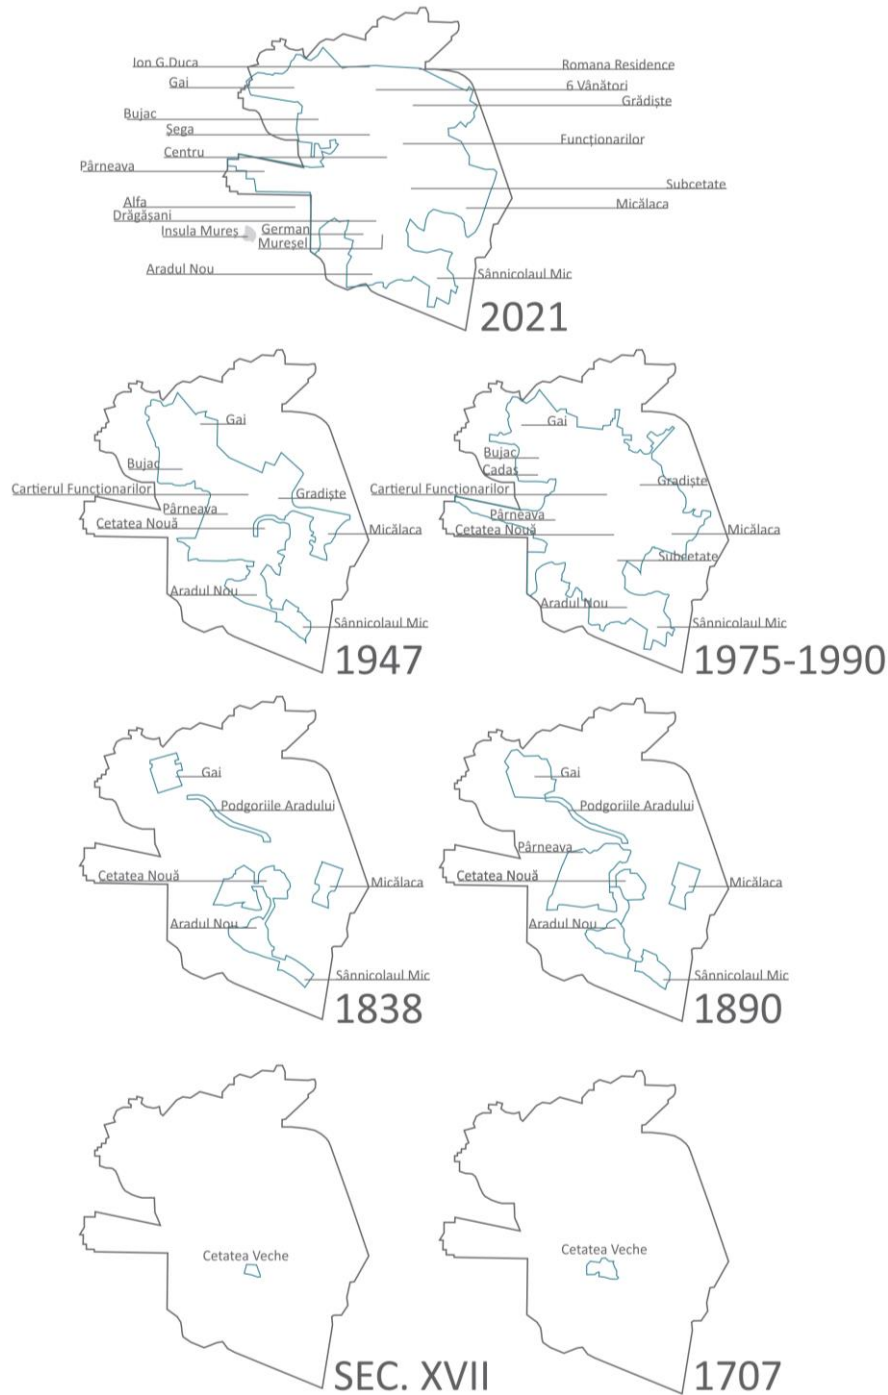 Ion G.Duca
Gai
Bujac
Șega
Centru
Pârneava
Alfa
Drăgășani
Insula Mureș
German
Mureșel
Aradul Nou
Romana Residence
6 Vânători
Grădiște
Funcționarilor
Subcetate
Micălaca
Sânnicolaul Mic
2021
Gai
Bujac
Cartierul Funcționarilor
Gradiște
Pârneava
Cetatea Nouă
Micălaca
Aradul Nou
Sânnicolaul Mic
1947
Gai
Bujac
Cadaș
Gradiște
Cartierul Funcționarilor
Pârneava
Cetatea Nouă
Micălaca
Subcetate
Aradul Nou
Sânnicolaul Mic
1975-1990
Gai
Podgoriile Aradului
Cetatea Nouă
Micălaca
Aradul Nou
Sânnicolaul Mic
1838
Gai
Podgoriile Aradului
Pârneava
Cetatea Nouă
Micălaca
Aradul Nou
Sânnicolaul Mic
1890
Cetatea Veche
SEC. XVII
Cetatea Veche
1707